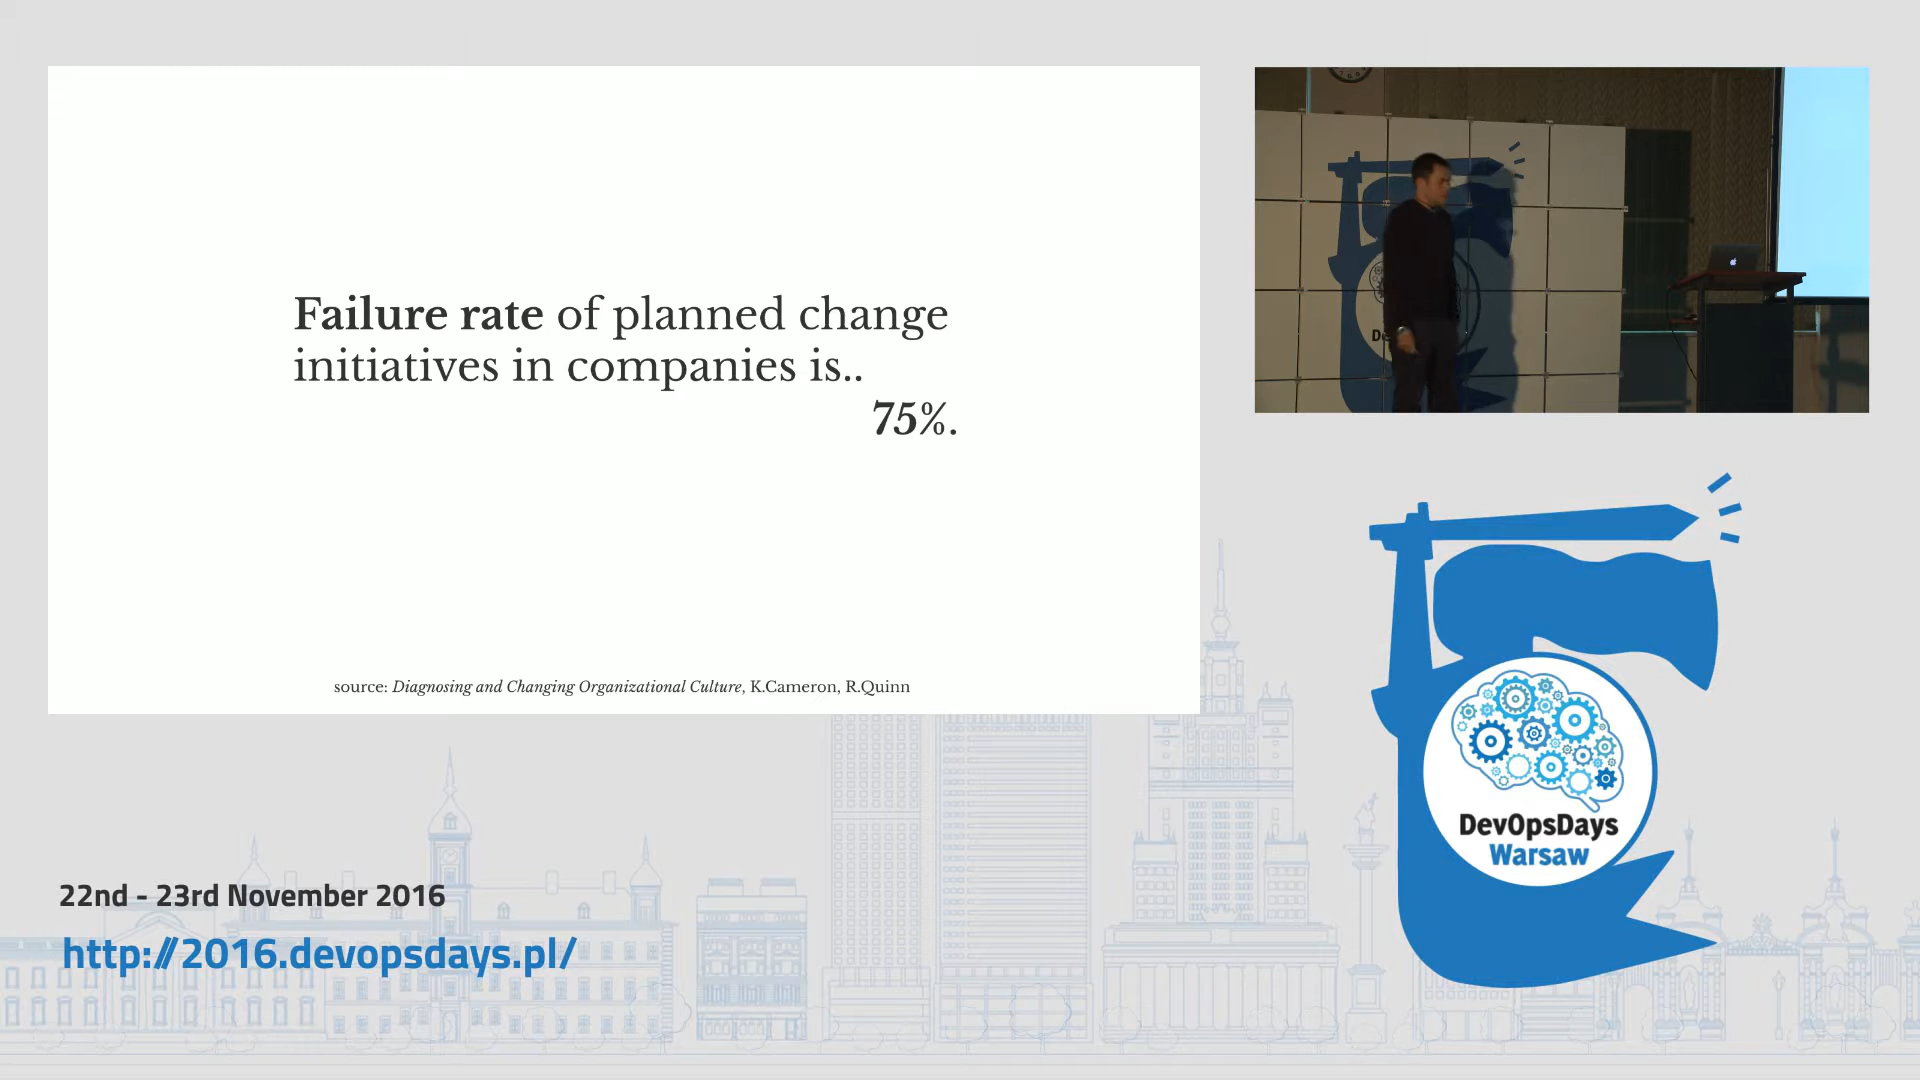 Failure rate of planned change
initiatives in companies is..
75%.
source: Diagnosing and Changing Organizational Culture, K.Cameron, R.Quinn
DevOpsDays
Warsaw
22nd - 23rd November 2016
http://2016.devopsdays.pl/